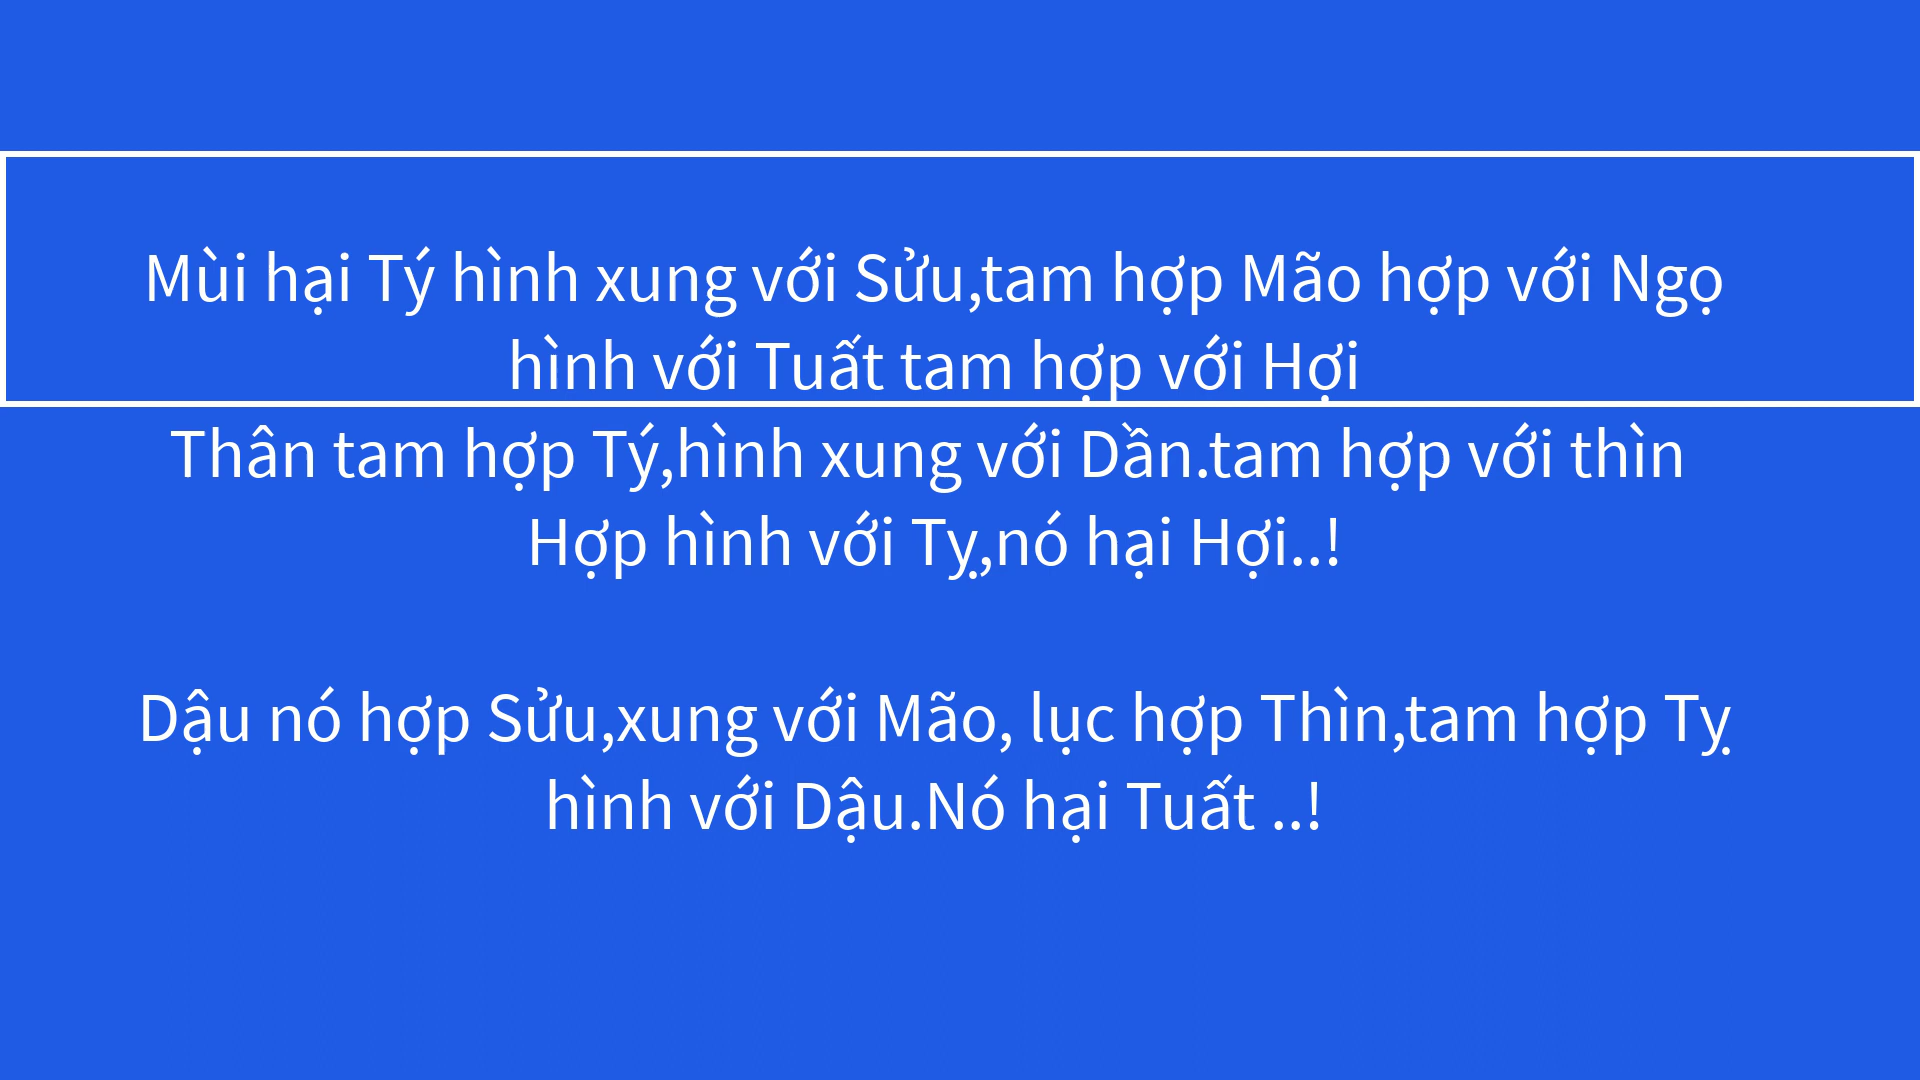 Mùi hại Tý hình xung với Sửu,tam hợp Mão hợp với Ngọ
hình với Tuất tam hợp với Hợi
Thân tam hợp Tý,hình xung với Dần.tam hợp với thìn
Hợp hình với Tỵ,nó hại Hợi..!
Dậu nó hợp Sửu,xung với Mão, lục hợp Thìn,tam hợp Tỵ
hình với Dậu.Nó hại Tuất ..!